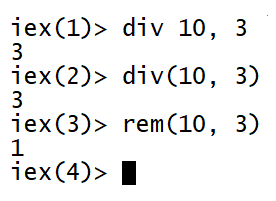 iex(1)> div 10, 3
3
iex(2)> div(10, 3)
3
iex(3)> rem(10, 3)
1
iex(4)>